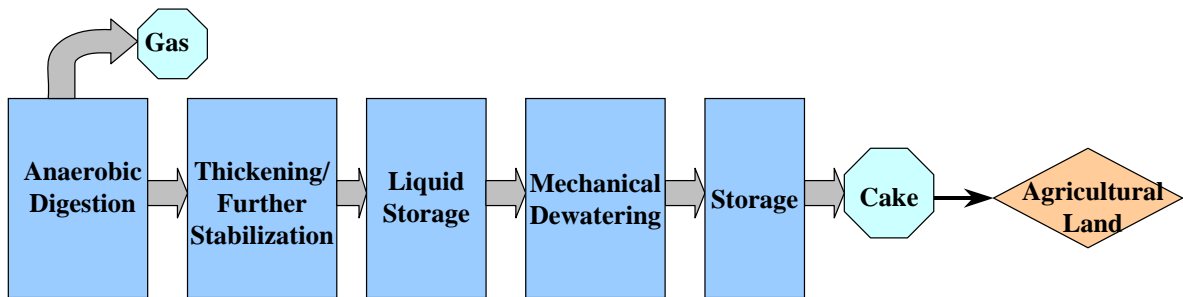 Gas
Anaerobic
Digestion
Thickening/
Further
Stabilization
Liquid
Storage
Mechanical
Dewatering
Storage
Cake
Agricultural
Land